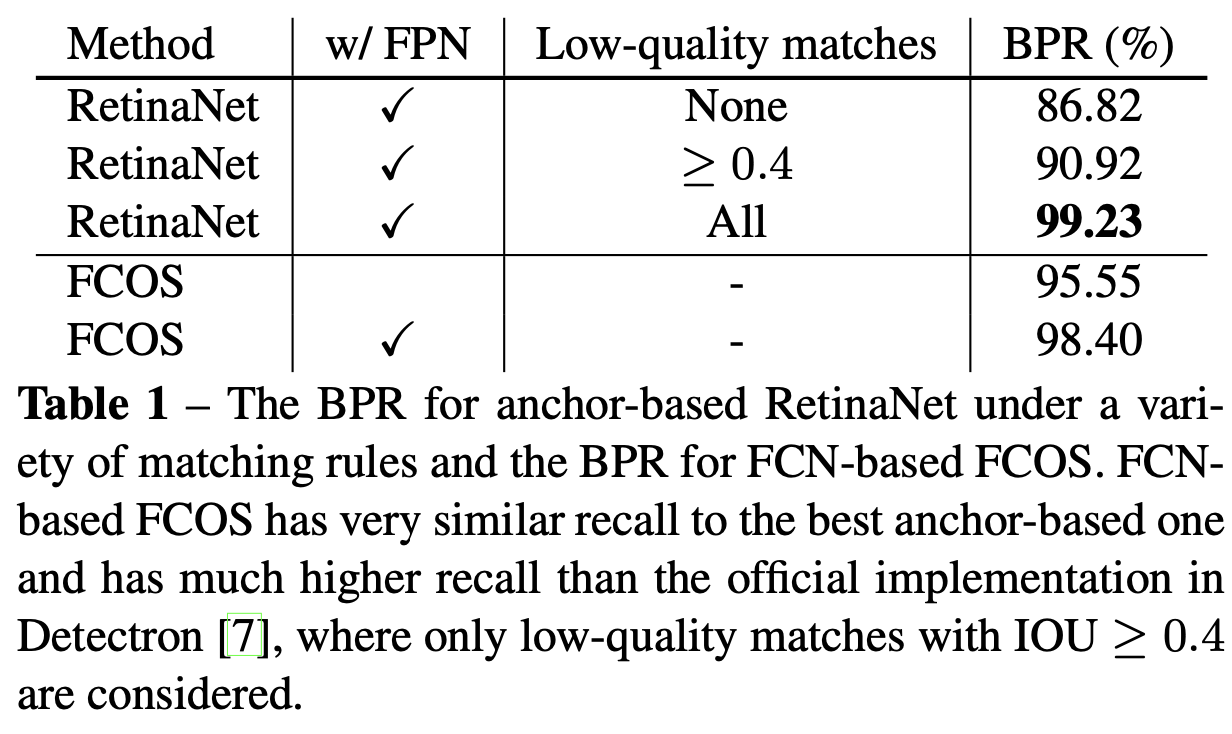 Method w/ FPN Low-quality matches BPR (%)
RetinaNet ✓ None 86.82
RetinaNet ✓ ≥ 0.4 90.92
RetinaNet ✓ All 99.23
FCOS - 95.55
FCOS ✓ - 98.40
Table 1 – The BPR for anchor-based RetinaNet under a vari-
ety of matching rules and the BPR for FCN-based FCOS. FCN-
based FCOS has very similar recall to the best anchor-based one
and has much higher recall than the official implementation in
Detectron [7], where only low-quality matches with IOU ≥ 0.4
are considered.